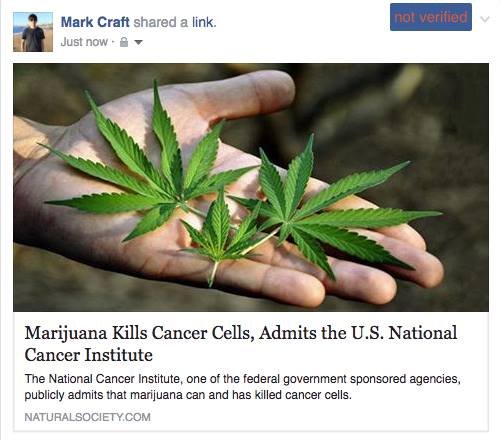 Mark Craft shared a link.
not verified
Just now ·
Marijuana Kills Cancer Cells, Admits the U.S. National
Cancer Institute
The National Cancer Institute, one of the federal government sponsored agencies,
publicly admits that marijuana can and has killed cancer cells.
NATURALSOCIETY.COM